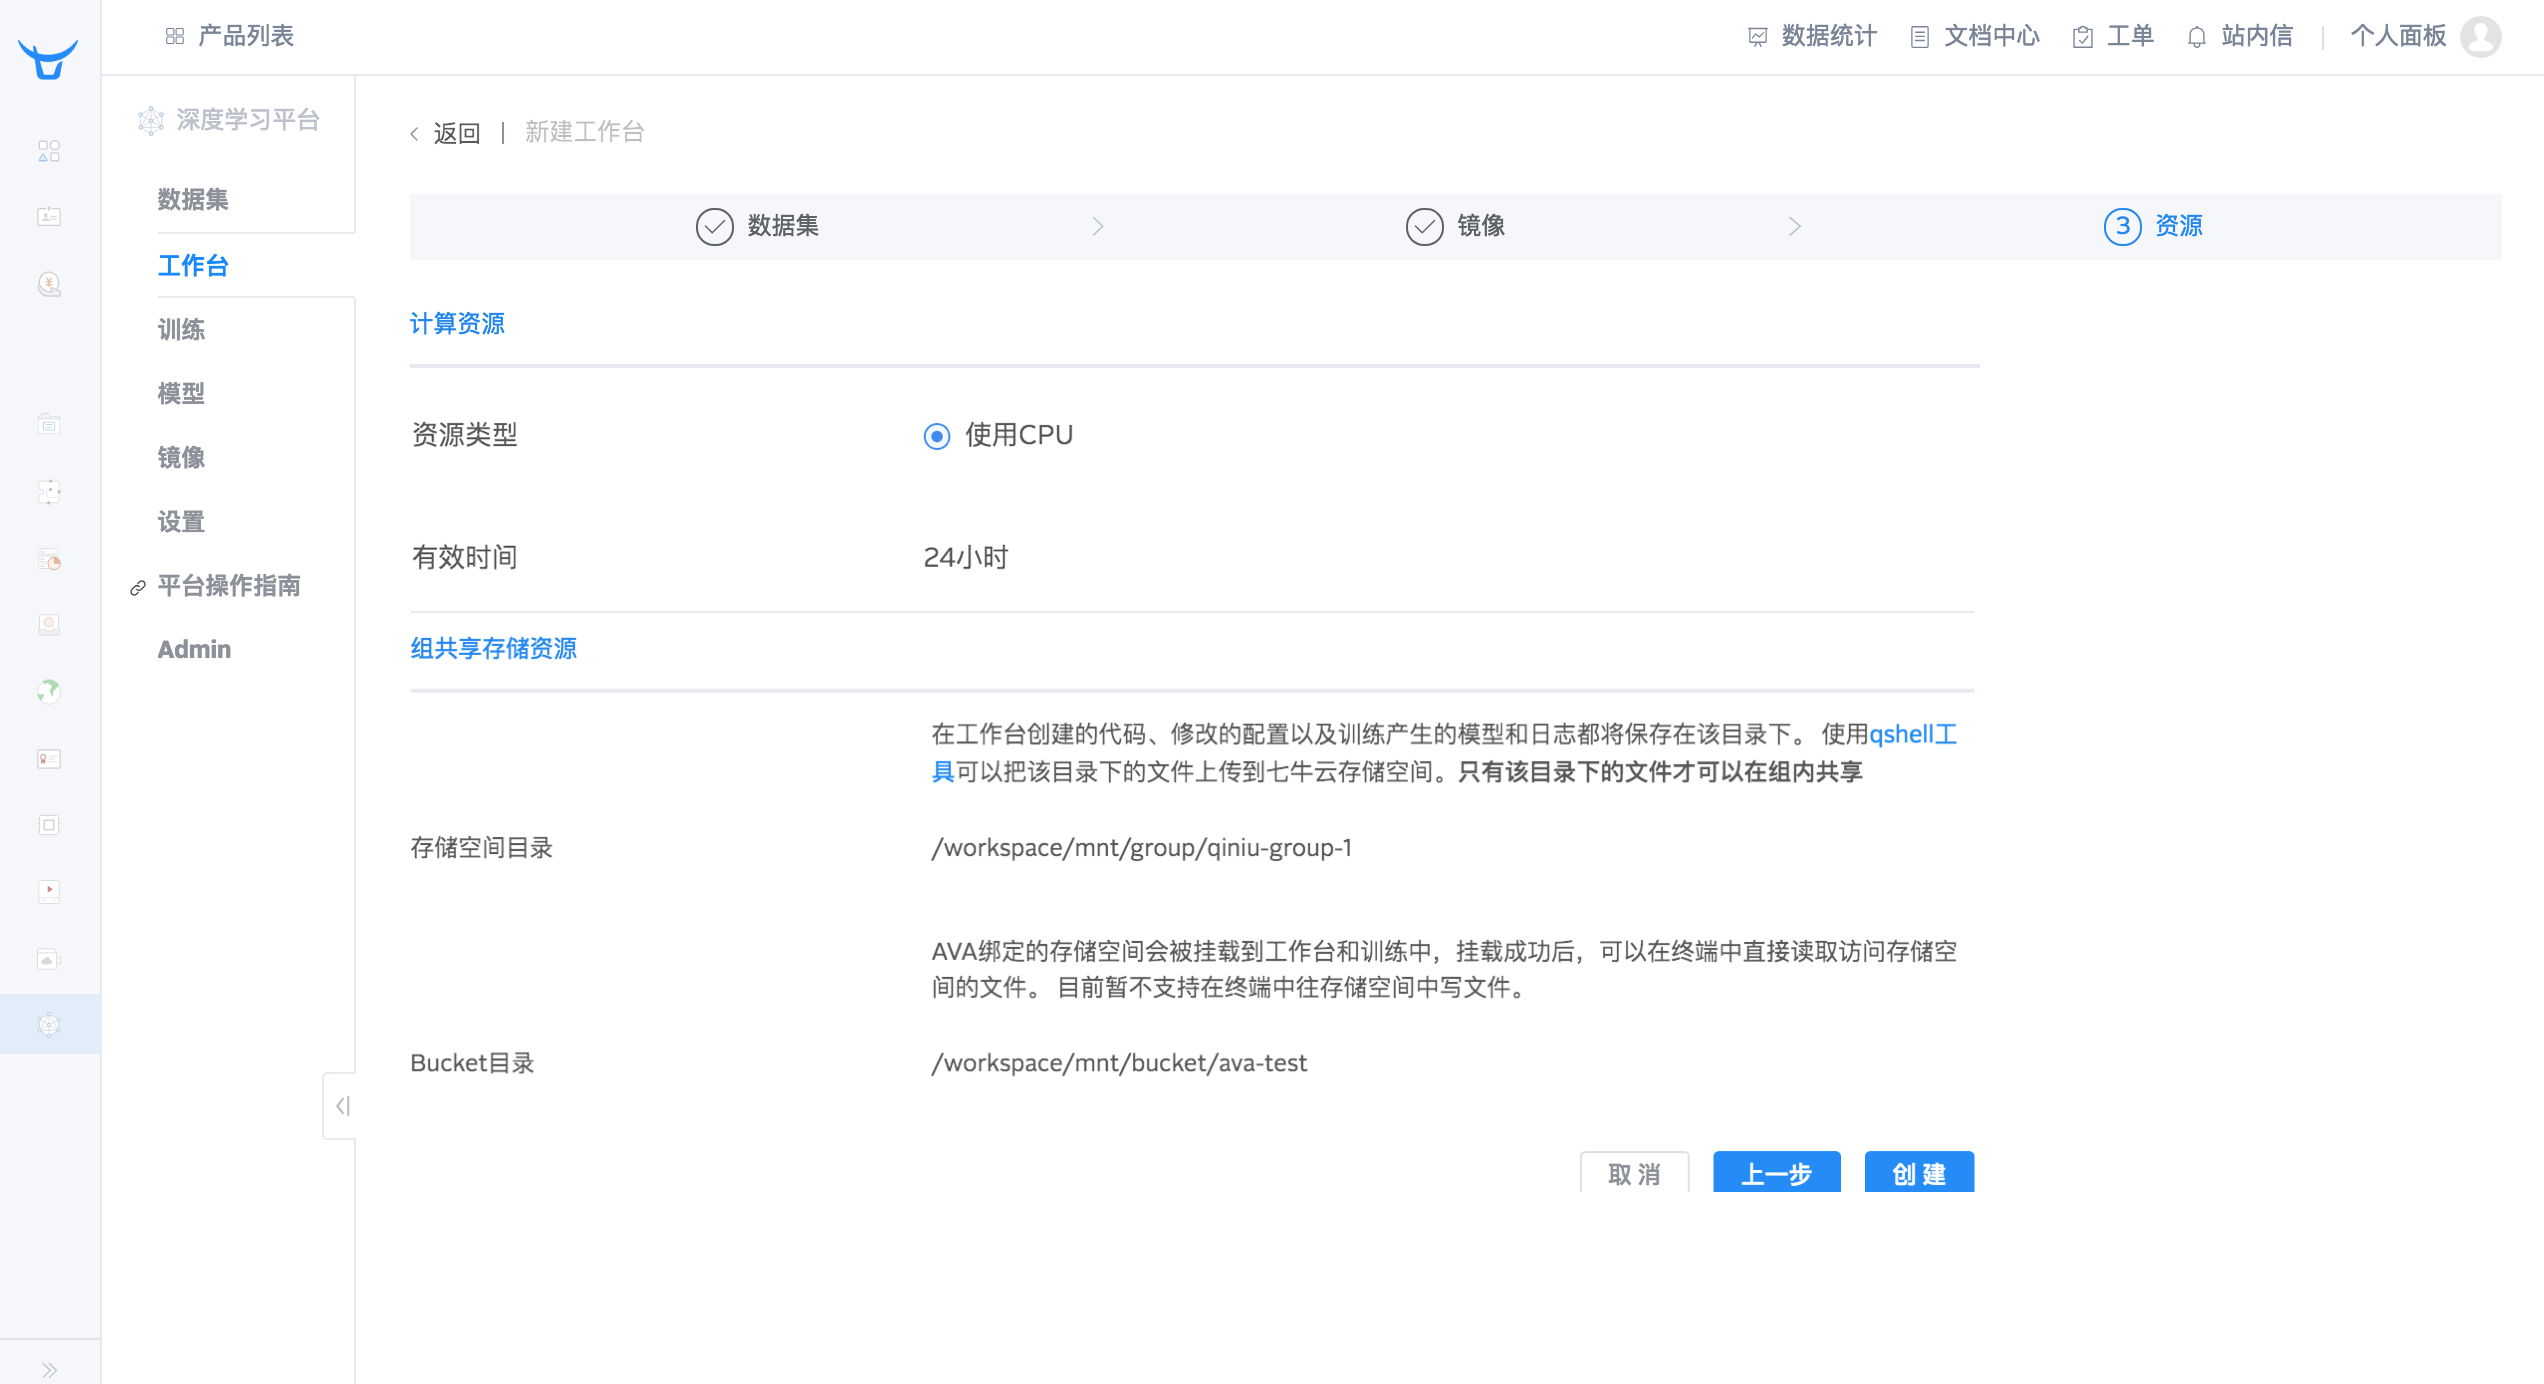 产品列表
数据统计 文档中心 工单 站内信 个人面板
深度学习平台
数据集
工作台
训练
模型
镜像
设置
平台操作指南
Admin
返回 | 新建工作台
数据集
镜像
3 资源
计算资源
资源类型 使用CPU
有效时间 24小时
组共享存储资源
在工作台创建的代码、修改的配置以及训练产生的模型和日志都将保存在该目录下。 使用qshell工
具可以把该目录下的文件上传到七牛云存储空间。只有该目录下的文件才可以在组内共享
存储空间目录 /workspace/mnt/group/qiniu-group-1
AVA绑定的存储空间会被挂载到工作台和训练中，挂载成功后，可以在终端中直接读取访问存储空
间的文件。 目前暂不支持在终端中往存储空间中写文件。
Bucket目录 /workspace/mnt/bucket/ava-test
取 消 上一步 创 建